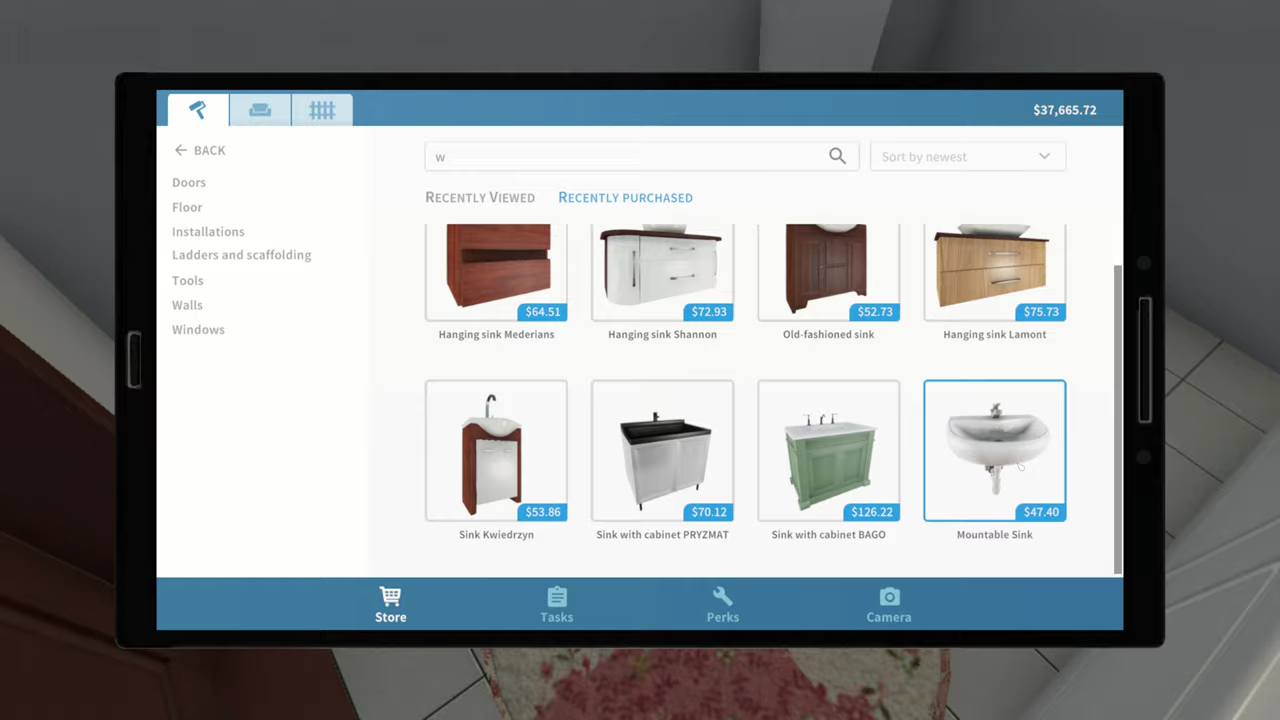 $37,665.72
BACK
w
Sort by newest
Doors
Floor
Installations
Ladders and scaffolding
Tools
Walls
Windows
RECENTLY VIEWED
RECENTLY PURCHASED
$64.51
$72.93
$52.73
$75.73
Hanging sink Mederians
Hanging sink Shannon
Old-fashioned sink
Hanging sink Lamont
$53.86
$70.12
$126.22
$47.40
Sink Kwiedrzyn
Sink with cabinet PRYZMAT
Sink with cabinet BAGO
Mountable Sink
Store
Tasks
Perks
Camera